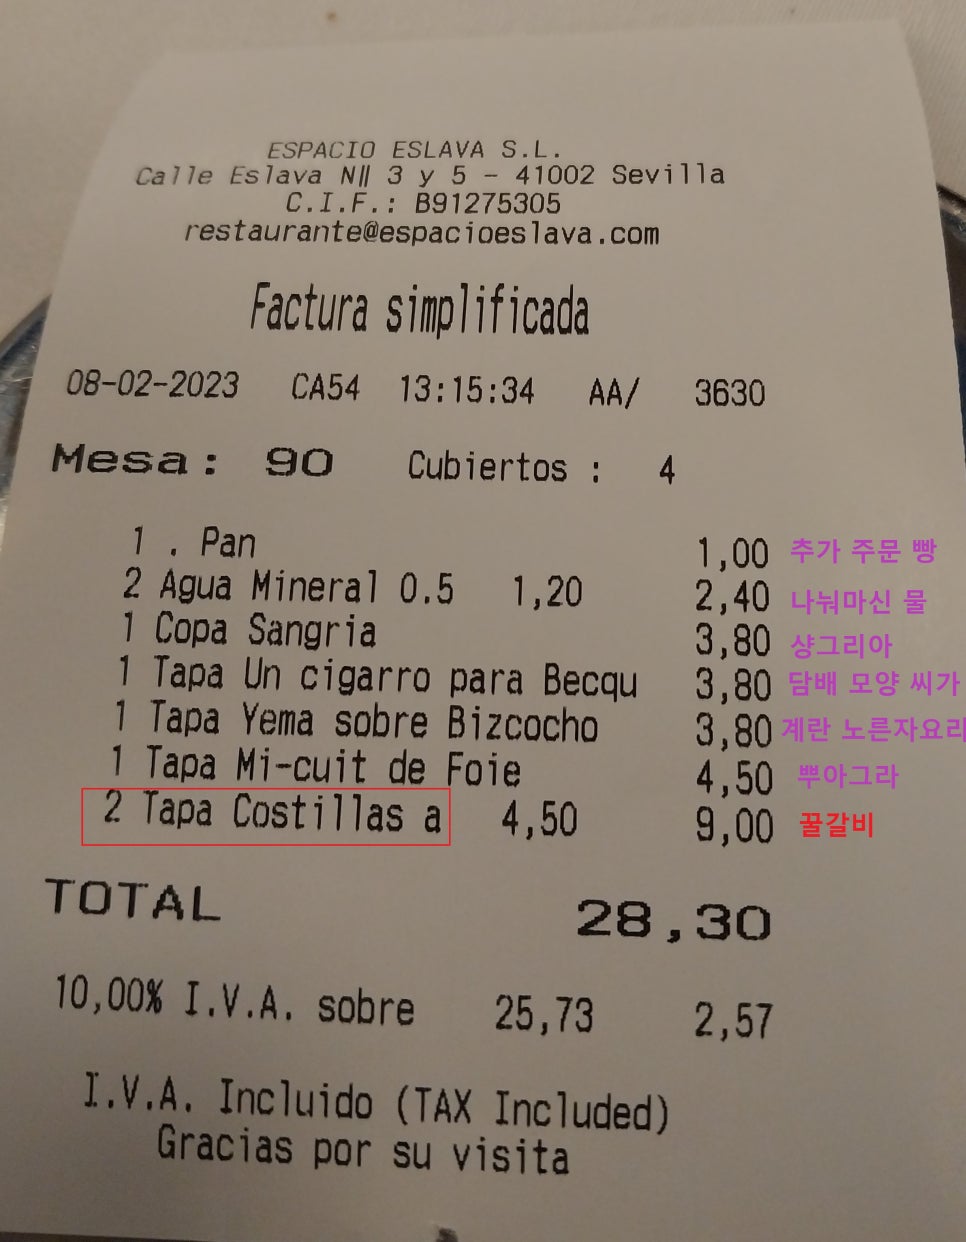 ESPACIO ESLAVA S.L.
Calle Eslava Nǁ 3 y 5 - 41002 Sevilla
C.I.F.: B91275305
restaurante@espacioeslava.com
Factura simplificada
08-02-2023 CA54 13:15:34 AA/ 3630
Mesa: 90 Cubiertos : 4
1 . Pan 1,00 추가 주문 빵
2 Agua Mineral 0.5 1,20 2,40 나눠마신 물
1 Copa Sangria 3,80 샹그리아
1 Tapa Un cigarro para Becqu 3,80 담배 모양 씨가
1 Tapa Yema sobre Bizcocho 3,80 계란 노른자요리
1 Tapa Mi-cuit de Foie 4,50 뿌아그라
2 Tapa Costillas a 4,50 9,00 꿀갈비
TOTAL 28,30
10,00% I.V.A. sobre 25,73 2,57
I.V.A. Incluido (TAX Included)
Gracias por su visita